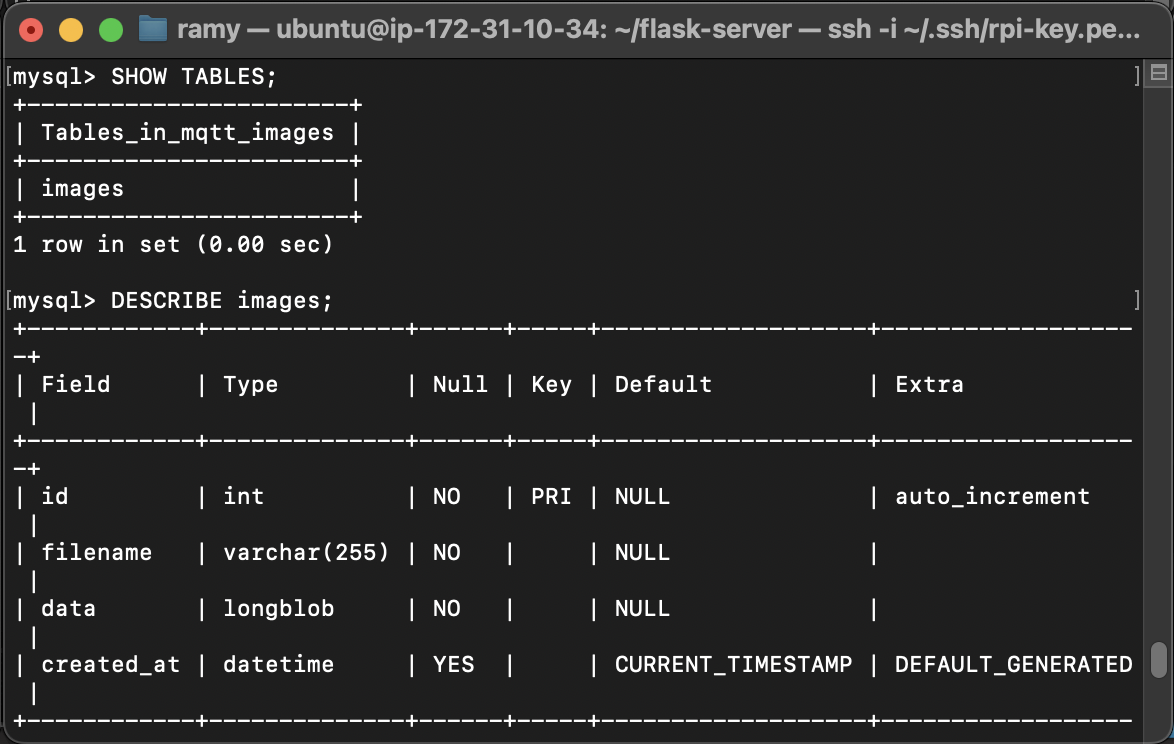 ramy — ubuntu@ip-172-31-10-34: ~/flask-server — ssh -i ~/.ssh/rpi-key.pe...
[mysql> SHOW TABLES; ]
+------------------------+
| Tables_in_mqtt_images |
+------------------------+
| images                 |
+------------------------+
1 row in set (0.00 sec)
[mysql> DESCRIBE images; ]
+------------+--------------+------+-----+-------------------+------------------
-+
| Field      | Type         | Null | Key | Default           | Extra
 |
+------------+--------------+------+-----+-------------------+------------------
-+
| id         | int          | NO   | PRI | NULL              | auto_increment
 |
| filename   | varchar(255) | NO   |     | NULL              |
 |
| data       | longblob     | NO   |     | NULL              |
 |
| created_at | datetime     | YES  |     | CURRENT_TIMESTAMP | DEFAULT_GENERATED
 |
+------------+--------------+------+-----+-------------------+------------------